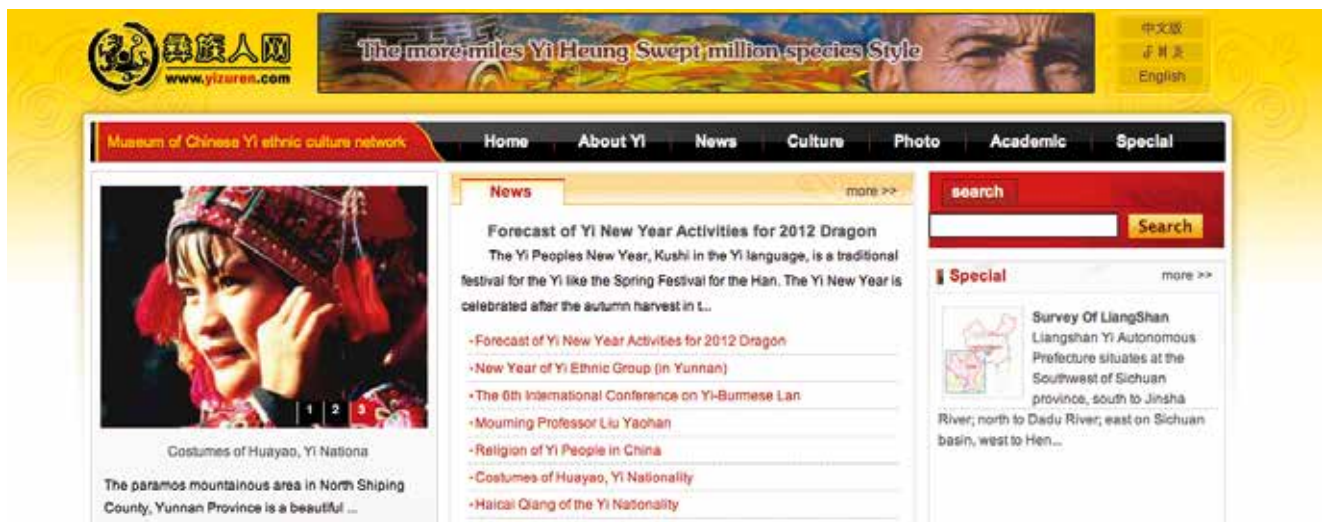 彝族人网
www.yizuren.com
The more miles Yi Heung Swept million species Style
中文版
English
Museum of Chinese Yi ethnic culture network
Home About Yi News Culture Photo Academic Special
1 2 3
Costumes of Huayao, Yi Nationa
The paramos mountainous area in North Shiping
County, Yunnan Province is a beautiful ...
News more >>
Forecast of Yi New Year Activities for 2012 Dragon
The Yi Peoples New Year, Kushi in the Yi language, is a traditional
festival for the Yi like the Spring Festival for the Han. The Yi New Year is
celebrated after the autumn harvest in t...
Forecast of Yi New Year Activities for 2012 Dragon
New Year of Yi Ethnic Group (in Yunnan)
The 6th International Conference on Yi-Burmese Lan
Mourning Professor Liu Yaohan
Religion of Yi People in China
Costumes of Huayao, Yi Nationality
Haicai Qiang of the Yi Nationality
search
Search
Special more >>
Survey Of LiangShan
Liangshan Yi Autonomous
Prefecture situates at the
Southwest of Sichuan
province, south to Jinsha
River; north to Dadu River; east on Sichuan
basin, west to Hen...